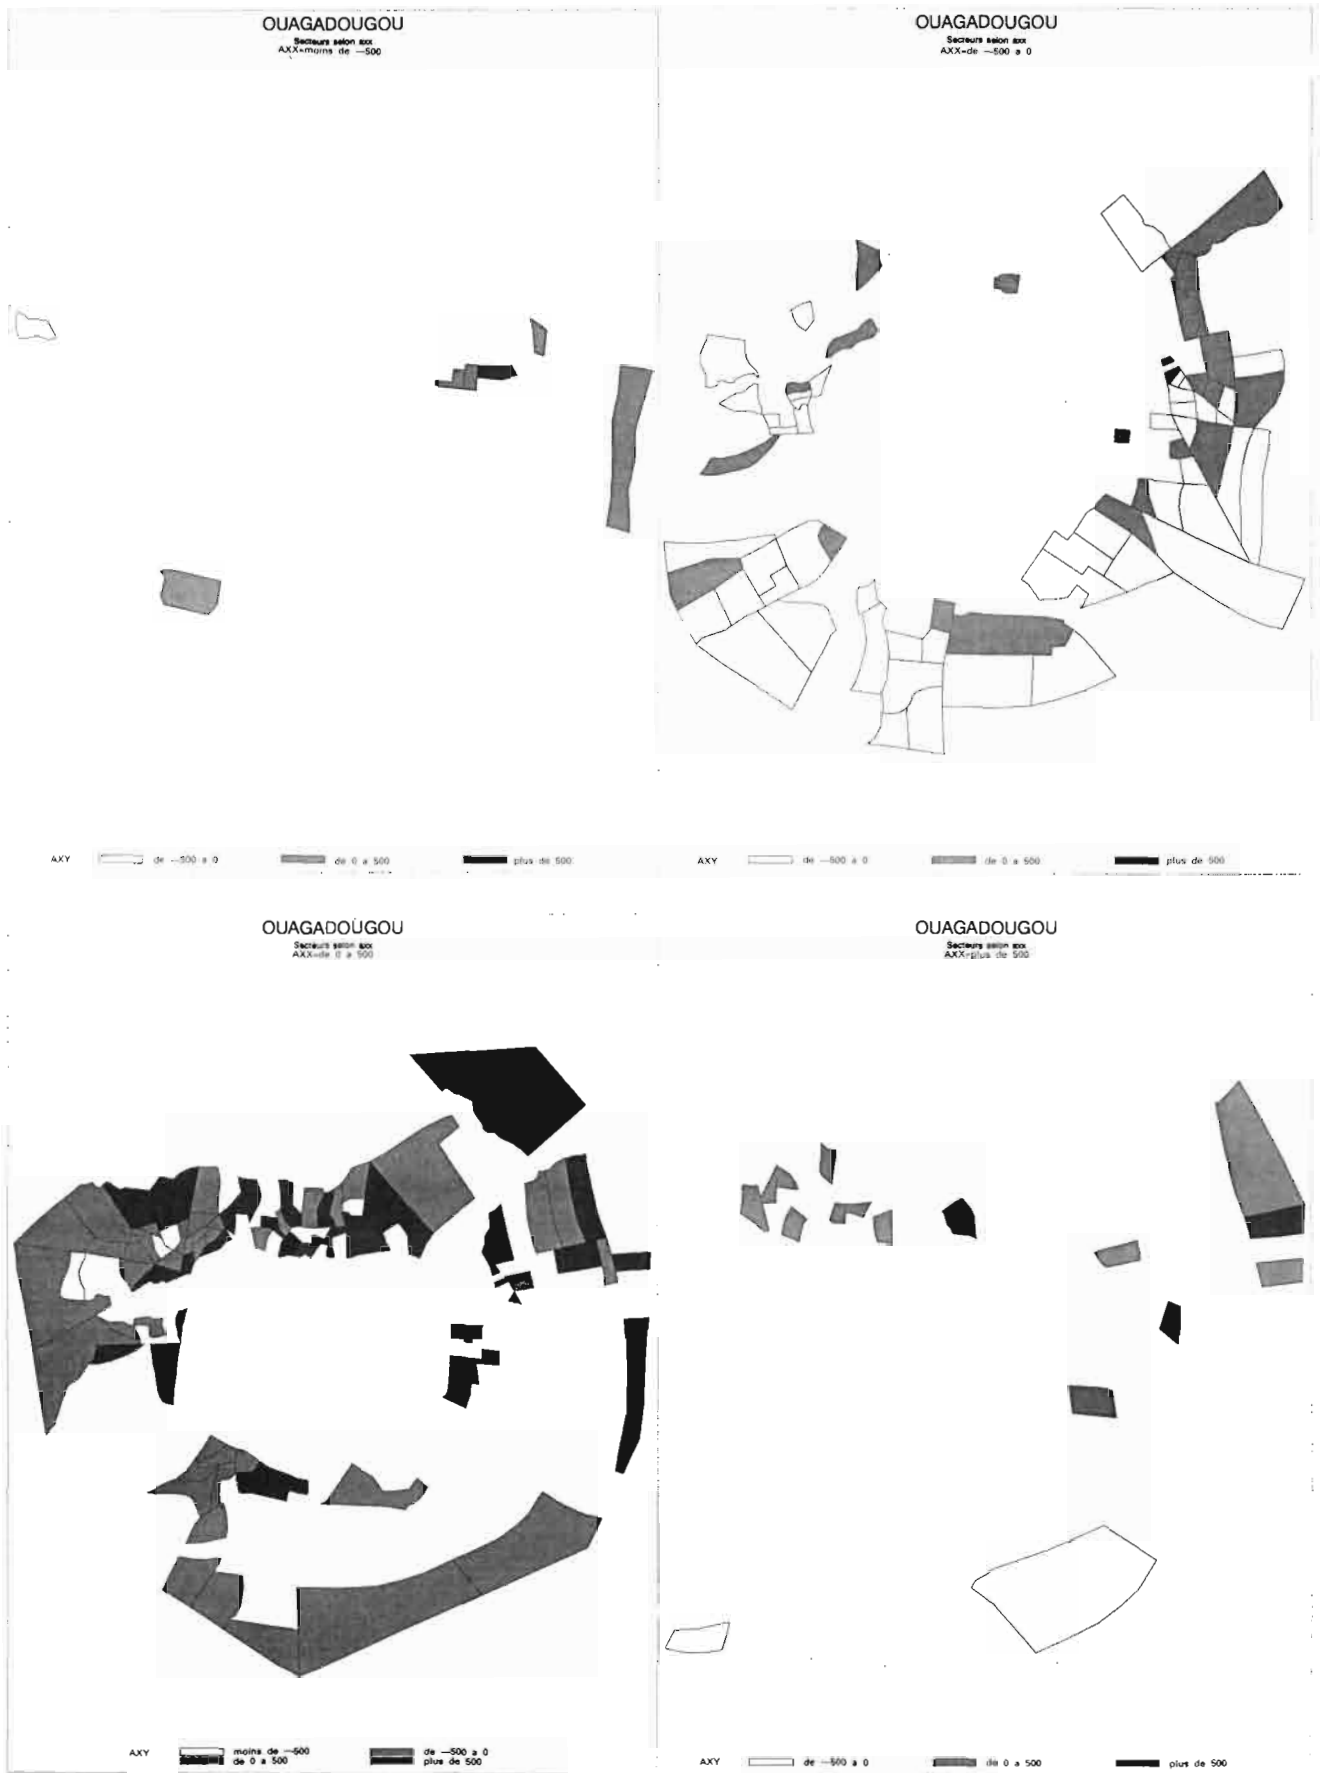 OUAGADOUGOU
Secteurs selon axx
AXX=moins de —500
AXY
de —500 a 0
de 0 a 500
plus de 500
OUAGADOUGOU
Secteurs selon axx
AXX=de —500 a 0
AXY
de —500 a 0
de 0 a 500
plus de 500
OUAGADOUGOU
Secteurs selon axx
AXX=de 0 a 500
AXY
moins de —500
de —500 a 0
de 0 a 500
plus de 500
OUAGADOUGOU
Secteurs selon axx
AXX=plus de 500
AXY
de —500 a 0
de 0 a 500
plus de 500